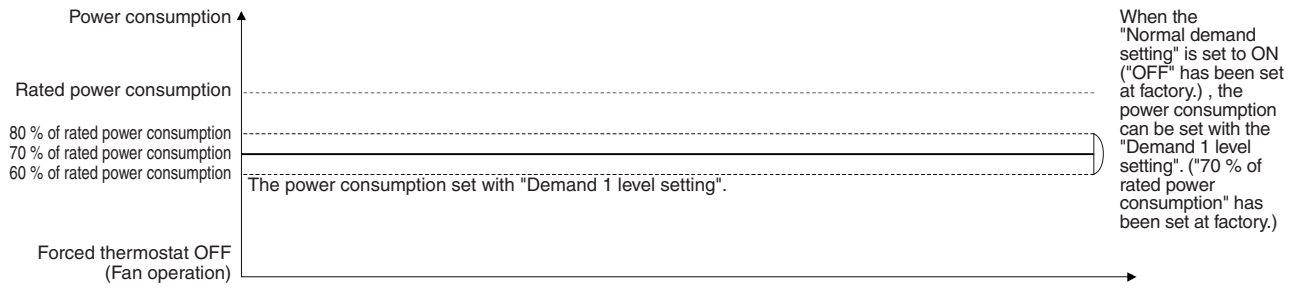 Power consumption
Rated power consumption
80 % of rated power consumption
70 % of rated power consumption
60 % of rated power consumption
The power consumption set with "Demand 1 level setting".
Forced thermostat OFF
(Fan operation)
When the
"Normal demand
setting" is set to ON
("OFF" has been set
at factory.) , the
power consumption
can be set with the
"Demand 1 level
setting". ("70 % of
rated power
consumption" has
been set at factory.)